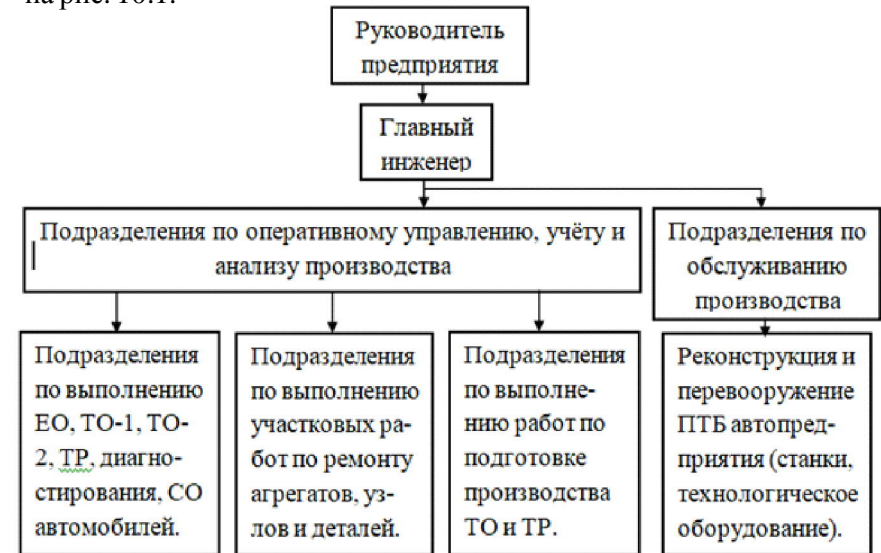 на рис. 10.1.
Руководитель
предприятия
Главный
инженер
Подразделения по оперативному управлению, учёту и
анализу производства
Подразделения по
обслуживанию
производства
Подразделения
по выполнению
ЕО, ТО-1, ТО-
2, ТР, диагно-
стирования, СО
автомобилей.
Подразделения
по выполнению
участковых ра-
бот по ремонту
агрегатов, уз-
лов и деталей.
Подразделения
по выполне-
нию работ по
подготовке
производства
ТО и ТР.
Реконструкция и
перевооружение
ПТБ автопред-
приятия (станки,
технологическое
оборудование).